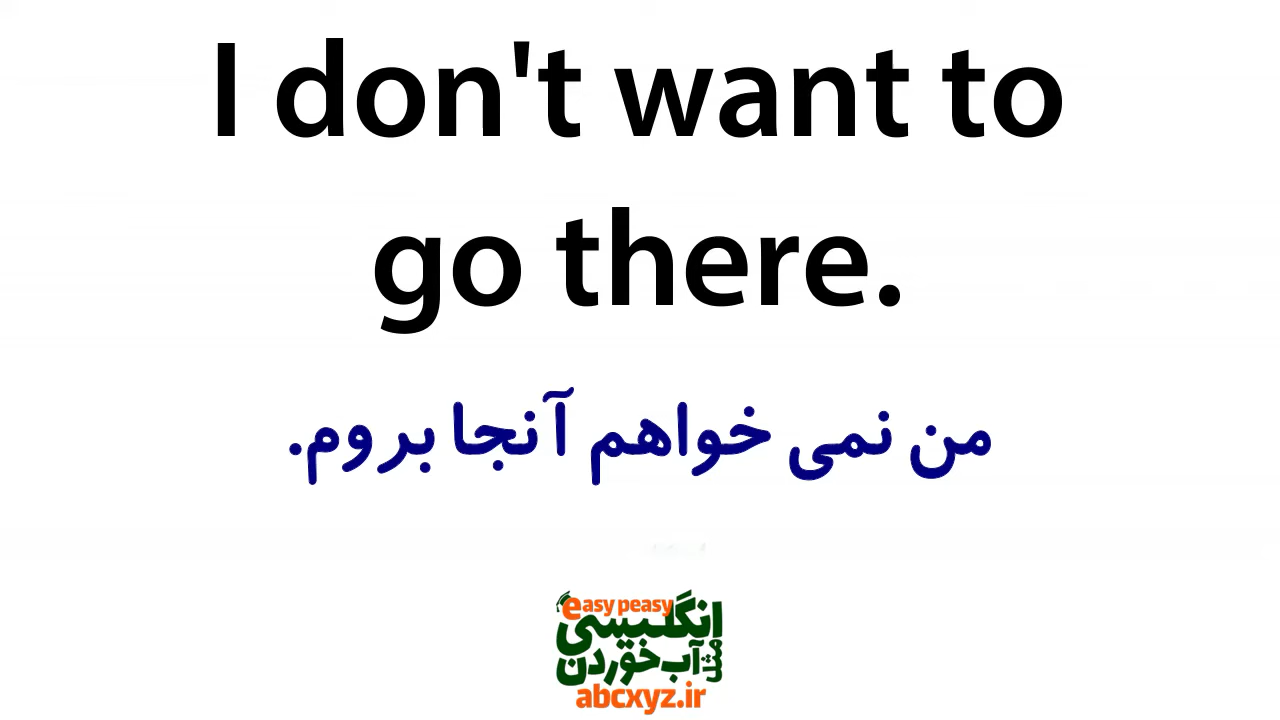 I don't want to
go there.
من نمی خواهم آنجا بروم.
easy peasy
انگلیسی
مثل آب خوردن
abcxyz.ir